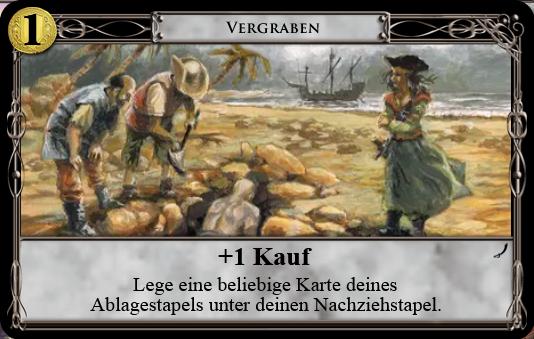 1
VERGRABEN
+1 Kauf
Lege eine beliebige Karte deines
Ablagestapels unter deinen Nachziehstapel.